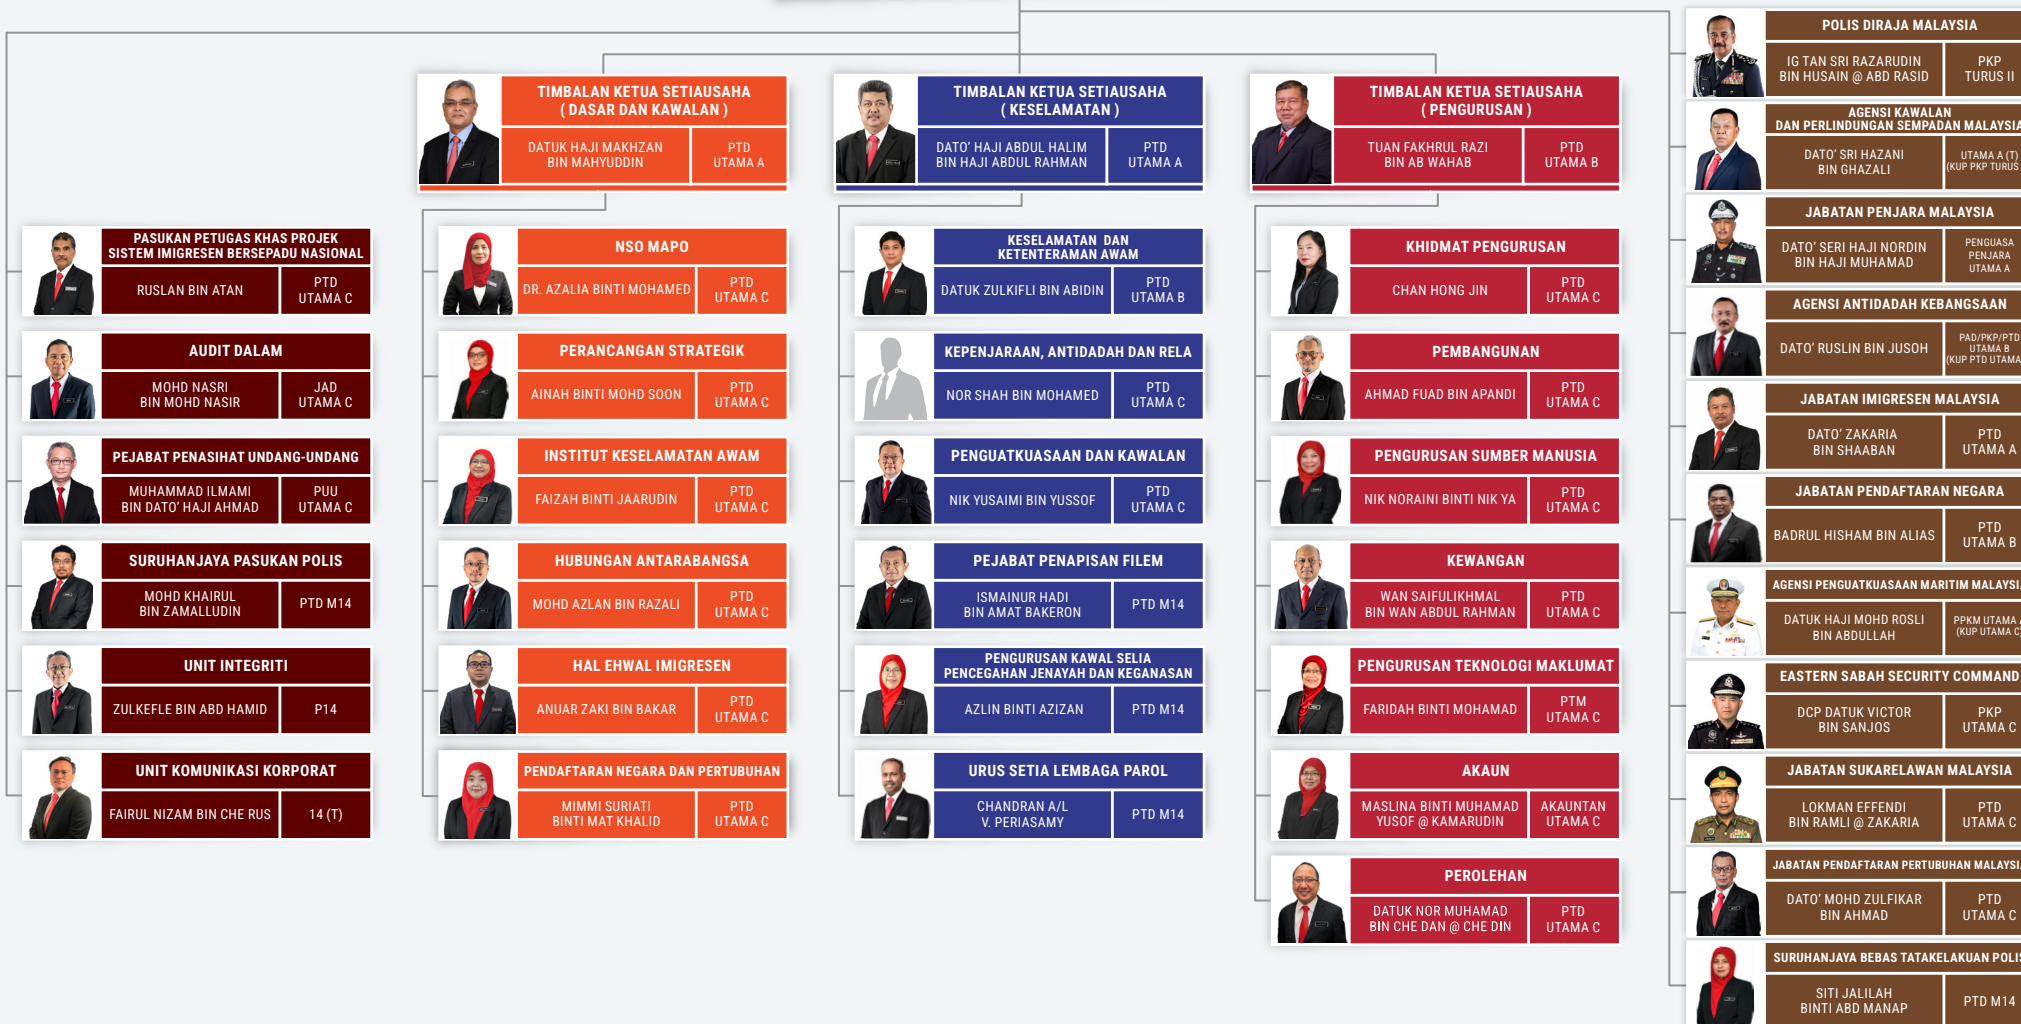 TIMBALAN KETUA SETIAUSAHA
( DASAR DAN KAWALAN )
DATUK HAJI MAKHZAN
BIN MAHYUDDIN
PTD
UTAMA A
TIMBALAN KETUA SETIAUSAHA
( KESELAMATAN )
DATO' HAJI ABDUL HALIM
BIN HAJI ABDUL RAHMAN
PTD
UTAMA A
TIMBALAN KETUA SETIAUSAHA
( PENGURUSAN )
TUAN FAKHRUL RAZI
BIN AB WAHAB
PTD
UTAMA B
PASUKAN PETUGAS KHAS PROJEK
SISTEM IMIGRESEN BERSEPADU NASIONAL
RUSLAN BIN ATAN
PTD
UTAMA C
AUDIT DALAM
MOHD NASRI
BIN MOHD NASIR
JAD
UTAMA C
PEJABAT PENASIHAT UNDANG-UNDANG
MUHAMMAD ILMAMI
BIN DATO' HAJI AHMAD
PUU
UTAMA C
SURUHANJAYA PASUKAN POLIS
MOHD KHAIRUL
BIN ZAMALLUDIN
PTD M14
UNIT INTEGRITI
ZULKEFLE BIN ABD HAMID
P14
UNIT KOMUNIKASI KORPORAT
FAIRUL NIZAM BIN CHE RUS
14 (T)
NSO MAPO
DR. AZALIA BINTI MOHAMED
PTD
UTAMA C
PERANCANGAN STRATEGIK
AINAH BINTI MOHD SOON
PTD
UTAMA C
INSTITUT KESELAMATAN AWAM
FAIZAH BINTI JAARUDIN
PTD
UTAMA C
HUBUNGAN ANTARABANGSA
MOHD AZLAN BIN RAZALI
PTD
UTAMA C
HAL EHWAL IMIGRESEN
ANUAR ZAKI BIN BAKAR
PTD
UTAMA C
PENDAFTARAN NEGARA DAN PERTUBUHAN
MIMMI SURIATI
BINTI MAT KHALID
PTD
UTAMA C
KESELAMATAN DAN
KETENTERAMAN AWAM
DATUK ZULKIFLI BIN ABIDIN
PTD
UTAMA B
KEPENJARAAN, ANTIDADAH DAN RELA
NOR SHAH BIN MOHAMED
PTD
UTAMA C
PENGUATKUASAAN DAN KAWALAN
NIK YUSAIMI BIN YUSSOF
PTD
UTAMA C
PEJABAT PENAPISAN FILEM
ISMAINUR HADI
BIN AMAT BAKERON
PTD M14
PENGURUSAN KAWAL SELIA
PENCEGAHAN JENAYAH DAN KEGANASAN
AZLIN BINTI AZIZAN
PTD M14
URUS SETIA LEMBAGA PAROL
CHANDRAN A/L
V. PERIASAMY
PTD M14
KHIDMAT PENGURUSAN
CHAN HONG JIN
PTD
UTAMA C
PEMBANGUNAN
AHMAD FUAD BIN APANDI
PTD
UTAMA C
PENGURUSAN SUMBER MANUSIA
NIK NORAINI BINTI NIK YA
PTD
UTAMA C
KEWANGAN
WAN SAIFULIKHMAL
BIN WAN ABDUL RAHMAN
PTD
UTAMA C
PENGURUSAN TEKNOLOGI MAKLUMAT
FARIDAH BINTI MOHAMAD
PTM
UTAMA C
AKAUN
MASLINA BINTI MUHAMAD
YUSOF @ KAMARUDIN
AKAUNTAN
UTAMA C
PEROLEHAN
DATUK NOR MUHAMAD
BIN CHE DAN @ CHE DIN
PTD
UTAMA C
POLIS DIRAJA MALAYSIA
IG TAN SRI RAZARUDIN
BIN HUSAIN @ ABD RASID
PKP
TURUS II
AGENSI KAWALAN
DAN PERLINDUNGAN SEMPADAN MALAYSIA
DATO' SRI HAZANI
BIN GHAZALI
UTAMA A (T)
(KUP PKP TURUS
JABATAN PENJARA MALAYSIA
DATO' SERI HAJI NORDIN
BIN HAJI MUHAMAD
PENGUASA
PENJARA
UTAMA A
AGENSI ANTIDADAH KEBANGSAAN
DATO' RUSLIN BIN JUSOH
PAD/PKP/PTD
UTAMA B
(KUP PTD UTAMA
JABATAN IMIGRESEN MALAYSIA
DATO' ZAKARIA
BIN SHAABAN
PTD
UTAMA A
JABATAN PENDAFTARAN NEGARA
BADRUL HISHAM BIN ALIAS
PTD
UTAMA B
AGENSI PENGUATKUASAAN MARITIM MALAYSIA
DATUK HAJI MOHD ROSLI
BIN ABDULLAH
PPKM UTAMA
(KUP UTAMA C)
EASTERN SABAH SECURITY COMMAND
DCP DATUK VICTOR
BIN SANJOS
PKP
UTAMA C
JABATAN SUKARELAWAN MALAYSIA
LOKMAN EFFENDI
BIN RAMLI @ ZAKARIA
PTD
UTAMA C
JABATAN PENDAFTARAN PERTUBUHAN MALAYSIA
DATO' MOHD ZULFIKAR
BIN AHMAD
PTD
UTAMA C
SURUHANJAYA BEBAS TATAKELAKUAN POLIS
SITI JALILAH
BINTI ABD MANAP
PTD M14